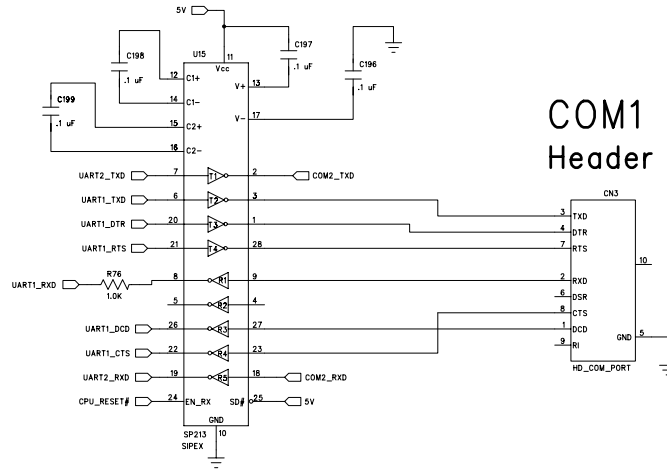 5V
U15
11
Vcc
C198
.1 uF
C197
.1 uF
C196
.1 uF
C199
.1 uF
12 C1+
14 C1-
15 C2+
16 C2-
V+ 13
V- 17
COM1
Header
CN3
UART2_TXD 7 T1 2 COM2_TXD
UART1_TXD 6 T2 3
UART1_DTR 20 T3 1
UART1_RTS 21 T4 28
UART1_RXD R76 1.0K 8 R1 9
5 R2 4
UART1_DCD 26 R3 27
UART1_CTS 22 R4 23
UART2_RXD 19 R5 18 COM2_RXD
CPU_RESET# 24 EN_RX SD# 25 5V
GND
10
SP213
SIPEX
3 TXD
4 DTR
7 RTS
10
2 RXD
6 DSR
8 CTS
1 DCD
GND 5
9 RI
HD_COM_PORT